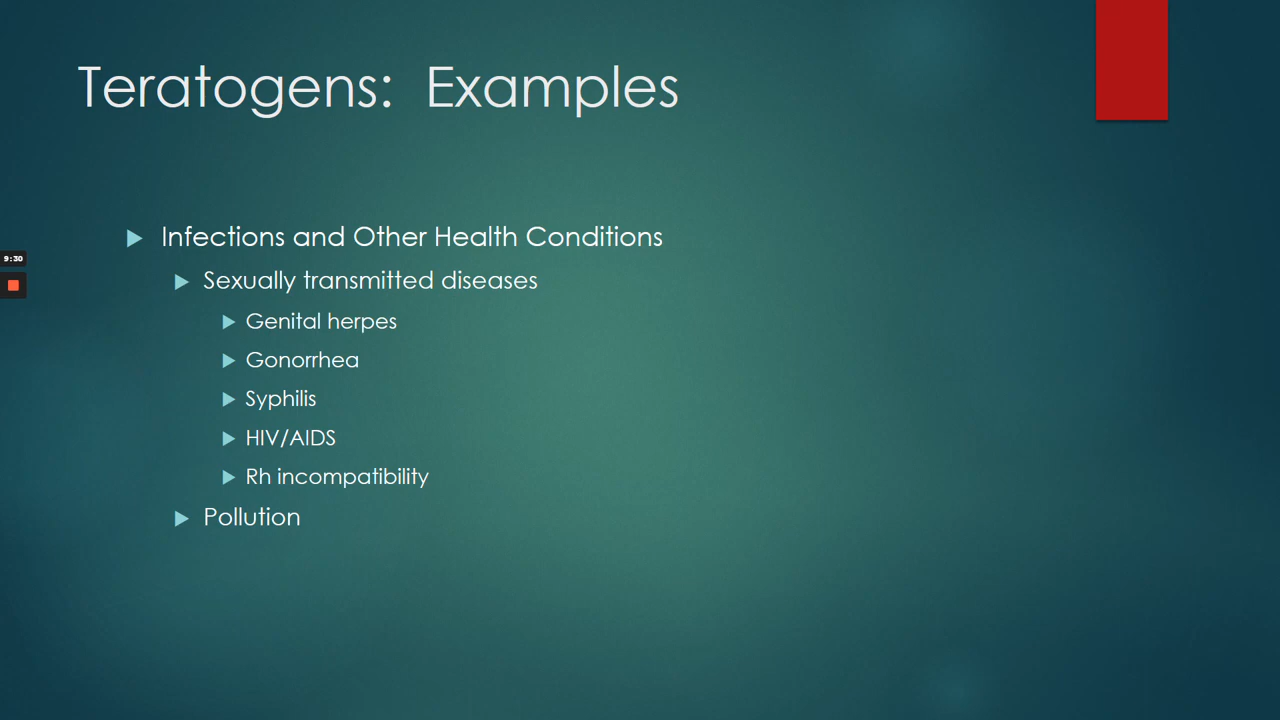 Teratogens: Examples
Infections and Other Health Conditions
Sexually transmitted diseases
Genital herpes
Gonorrhea
Syphilis
HIV/AIDS
Rh incompatibility
Pollution
9:30